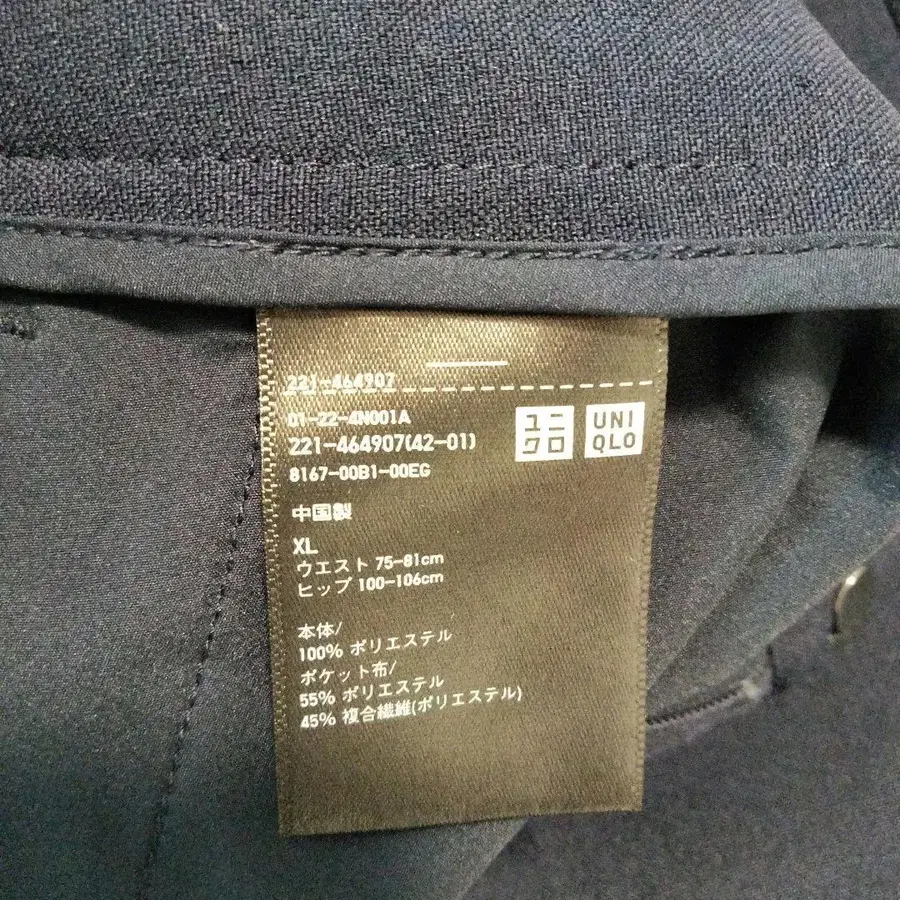 221-464907
01-22-4N001A
221-464907(42-01)
8167-00B1-00EG
ユニ
クロ
UNI
QLO
中国製
XL
ウエスト 75-81cm
ヒップ 100-106cm
本体/
100% ポリエステル
ポケット布/
55% ポリエステル
45% 複合繊維(ポリエステル)